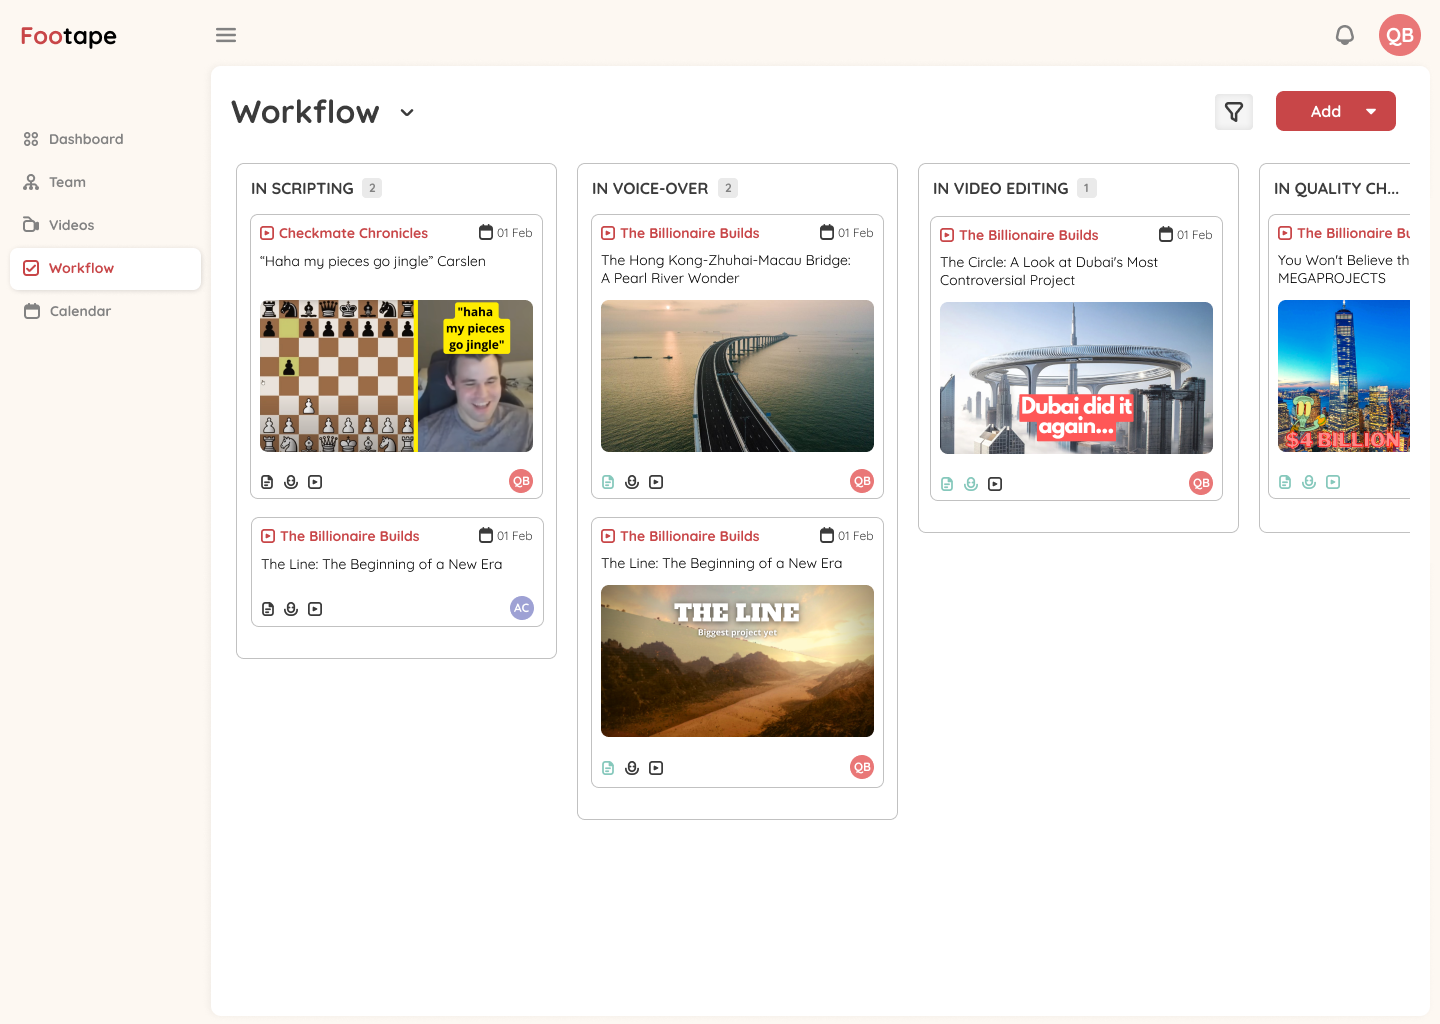 Footape
QB
Dashboard
Team
Videos
Workflow
Calendar
Workflow
Add
IN SCRIPTING 2
Checkmate Chronicles 01 Feb
“Haha my pieces go jingle” Carslen
"haha
my pieces
go jingle"
QB
The Billionaire Builds 01 Feb
The Line: The Beginning of a New Era
AC
IN VOICE-OVER 2
The Billionaire Builds 01 Feb
The Hong Kong-Zhuhai-Macau Bridge:
A Pearl River Wonder
QB
The Billionaire Builds 01 Feb
The Line: The Beginning of a New Era
THE LINE
Biggest project yet
QB
IN VIDEO EDITING 1
The Billionaire Builds 01 Feb
The Circle: A Look at Dubai's Most
Controversial Project
Dubai did it
again...
QB
IN QUALITY CH...
The Billionaire Bu
You Won't Believe th
MEGAPROJECTS
$4 BILLION